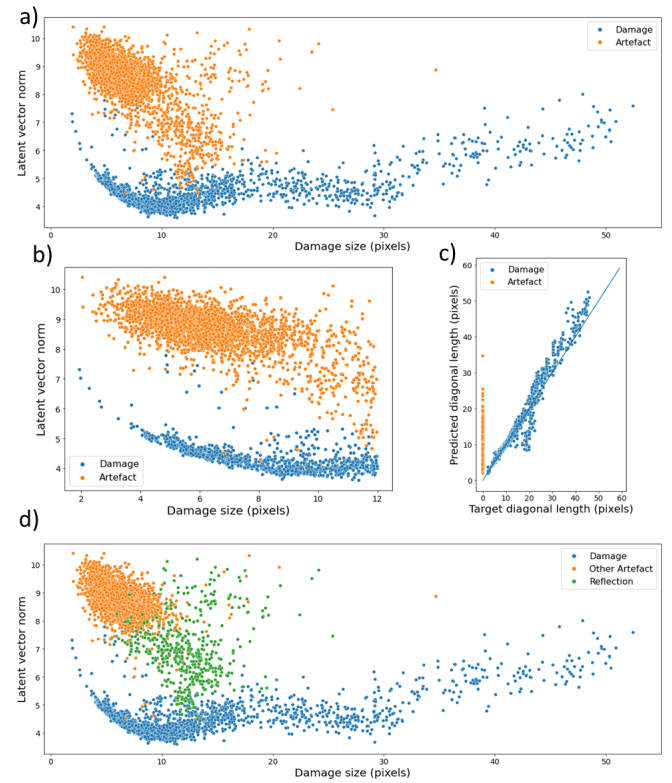 a)
Latent vector norm
10
9
8
7
6
5
4
Damage
Artefact
0
10
20
30
40
50
Damage size (pixels)
b)
Latent vector norm
10
9
8
7
6
5
4
Damage
Artefact
2
4
6
8
10
12
Damage size (pixels)
c)
Predicted diagonal length (pixels)
60
50
40
30
20
10
0
Damage
Artefact
0
10
20
30
40
50
60
Target diagonal length (pixels)
d)
Latent vector norm
10
9
8
7
6
5
4
Damage
Other Artefact
Reflection
0
10
20
30
40
50
Damage size (pixels)